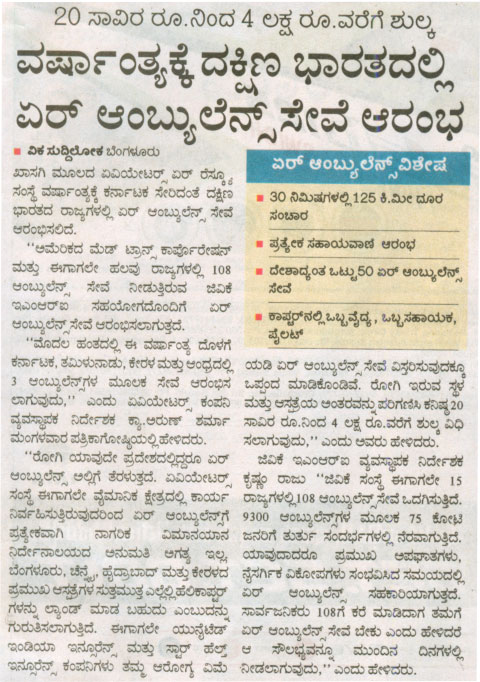 20 ಸಾವಿರ ರೂ.ನಿಂದ 4 ಲಕ್ಷ ರೂ.ವರೆಗೆ ಶುಲ್ಕ
ವರ್ಷಾಂತ್ಯಕ್ಕೆ ದಕ್ಷಿಣ ಭಾರತದಲ್ಲಿ
ಏರ್ ಆಂಬ್ಯುಲೆನ್ಸ್ ಸೇವೆ ಆರಂಭ
■ ವಿಕ ಸುದ್ದಿಲೋಕ ಬೆಂಗಳೂರು
ಖಾಸಗಿ ಮೂಲದ ಏವಿಯೇಟರ್ಸ್ ಏರ್ ರೆಸ್ಕ್ಯೂ
ಸಂಸ್ಥೆ ವರ್ಷಾಂತ್ಯಕ್ಕೆ ಕರ್ನಾಟಕ ಸೇರಿದಂತೆ ದಕ್ಷಿಣ
ಭಾರತದ ರಾಜ್ಯಗಳಲ್ಲಿ ಏರ್ ಆಂಬ್ಯುಲೆನ್ಸ್ ಸೇವೆ
ಆರಂಭಿಸಲಿದೆ.
''ಅಮೆರಿಕದ ಮೆಡ್ ಟ್ರಾನ್ಸ್ ಕಾರ್ಪೊರೇಷನ್
ಮತ್ತು ಈಗಾಗಲೇ ಹಲವು ರಾಜ್ಯಗಳಲ್ಲಿ 108
ಆಂಬ್ಯುಲೆನ್ಸ್ ಸೇವೆ ನೀಡುತ್ತಿರುವ ಜಿವಿಕೆ
ಇಎಂಆರ್‌ಐ ಸಹಯೋಗದೊಂದಿಗೆ ಏರ್
ಆಂಬ್ಯುಲೆನ್ಸ್ ಸೇವೆ ಆರಂಭಿಸಲಾಗುತ್ತದೆ.
''ಮೊದಲ ಹಂತದಲ್ಲಿ ಈ ವರ್ಷಾಂತ್ಯ ದೊಳಗೆ
ಕರ್ನಾಟಕ, ತಮಿಳುನಾಡು, ಕೇರಳ ಮತ್ತು ಆಂಧ್ರದಲ್ಲಿ
3 ಆಂಬ್ಯುಲೆನ್ಸ್‌ಗಳ ಮೂಲಕ ಸೇವೆ ಆರಂಭಿಸ
ಲಾಗುವುದು,'' ಎಂದು ಏವಿಯೇಟರ್ಸ್ ಕಂಪನಿ
ವ್ಯವಸ್ಥಾಪಕ ನಿರ್ದೇಶಕ ಕ್ಯಾ.ಅರುಣ್ ಶರ್ಮಾ
ಮಂಗಳವಾರ ಪತ್ರಿಕಾಗೋಷ್ಠಿಯಲ್ಲಿ ಹೇಳಿದರು.
''ರೋಗಿ ಯಾವುದೇ ಪ್ರದೇಶದಲ್ಲಿದ್ದರೂ ಏರ್
ಆಂಬ್ಯುಲೆನ್ಸ್ ಅಲ್ಲಿಗೆ ತೆರಳುತ್ತದೆ. ಏವಿಯೇಟರ್ಸ್
ಸಂಸ್ಥೆ ಈಗಾಗಲೇ ವೈಮಾನಿಕ ಕ್ಷೇತ್ರದಲ್ಲಿ ಕಾರ್ಯ
ನಿರ್ವಹಿಸುತ್ತಿರುವುದರಿಂದ ಏರ್ ಆಂಬ್ಯುಲೆನ್ಸ್‌ಗೆ
ಪ್ರತ್ಯೇಕವಾಗಿ ನಾಗರಿಕ ವಿಮಾನಯಾನ
ನಿರ್ದೇನಾಲಯದ ಅನುಮತಿ ಅಗತ್ಯ ಇಲ್ಲ.
ಬೆಂಗಳೂರು, ಚೆನ್ನೈ, ಹೈದ್ರಾಬಾದ್ ಮತ್ತು ಕೇರಳದ
ಪ್ರಮುಖ ಆಸ್ಪತ್ರೆಗಳ ಸುತ್ತಮುತ್ತ ಎಲ್ಲೆಲ್ಲಿ ಹೆಲಿಕಾಪ್ಟರ್
ಗಳನ್ನು ಲ್ಯಾಂಡ್ ಮಾಡ ಬಹುದು ಎಂಬುದನ್ನು
ಗುರುತಿಸಲಾಗುತ್ತಿದೆ. ಈಗಾಗಲೇ ಯುನೈಟೆಡ್
ಇಂಡಿಯಾ ಇನ್ಸೂರೆನ್ಸ್ ಮತ್ತು ಸ್ಟಾರ್ ಹೆಲ್ತ್
ಇನ್ಸೂರೆನ್ಸ್ ಕಂಪನಿಗಳು ತಮ್ಮ ಆರೋಗ್ಯ ವಿಮೆ
ಏರ್ ಆಂಬ್ಯುಲೆನ್ಸ್ ವಿಶೇಷ
■ 30 ನಿಮಿಷಗಳಲ್ಲಿ 125 ಕಿ.ಮೀ ದೂರ
ಸಂಚಾರ
■ ಪ್ರತ್ಯೇಕ ಸಹಾಯವಾಣಿ ಆರಂಭ
■ ದೇಶಾದ್ಯಂತ ಒಟ್ಟು 50 ಏರ್ ಆಂಬ್ಯುಲೆನ್ಸ್
ಸೇವೆ
■ ಕಾಪ್ಟರ್‌ನಲ್ಲಿ ಒಬ್ಬ ವೈದ್ಯ, ಒಬ್ಬ ಸಹಾಯಕ,
ಪೈಲಟ್
ಯಡಿ ಏರ್ ಆಂಬ್ಯುಲೆನ್ಸ್ ಸೇವೆ ವಿಸ್ತರಿಸುವುದಕ್ಕೂ
ಒಪ್ಪಂದ ಮಾಡಿಕೊಂಡಿವೆ. ರೋಗಿ ಇರುವ ಸ್ಥಳ
ಮತ್ತು ಆಸ್ಪತ್ರೆಯ ಅಂತರವನ್ನು ಪರಿಗಣಿಸಿ ಕನಿಷ್ಠ 20
ಸಾವಿರ ರೂ.ನಿಂದ 4 ಲಕ್ಷ ರೂ.ವರೆಗೆ ಶುಲ್ಕ ವಿಧಿ
ಸಲಾಗುವುದು,'' ಎಂದು ಅವರು ಹೇಳಿದರು.
ಜಿವಿಕೆ ಇಎಂಆರ್‌ಐ ವ್ಯವಸ್ಥಾಪಕ ನಿರ್ದೇಶಕ
ಕೃಷ್ಣಂ ರಾಜು ''ಜಿವಿಕೆ ಸಂಸ್ಥೆ ಈಗಾಗಲೇ 15
ರಾಜ್ಯಗಳಲ್ಲಿ 108 ಆಂಬ್ಯುಲೆನ್ಸ್ ಸೇವೆ ಒದಗಿಸುತ್ತಿದೆ.
9300 ಆಂಬ್ಯುಲೆನ್ಸ್‌ಗಳ ಮೂಲಕ 75 ಕೋಟಿ
ಜನರಿಗೆ ತುರ್ತು ಸಂದರ್ಭಗಳಲ್ಲಿ ನೆರವಾಗುತ್ತಿದೆ.
ಯಾವುದಾದರೂ ಪ್ರಮುಖ ಅಪಘಾತಗಳು,
ನೈಸರ್ಗಿಕ ವಿಕೋಪಗಳು ಸಂಭವಿಸಿದ ಸಮಯದಲ್ಲಿ
ಏರ್ ಆಂಬ್ಯುಲೆನ್ಸ್ ಸಹಕಾರಿಯಾಗುತ್ತದೆ.
ಸಾರ್ವಜನಿಕರು 108ಗೆ ಕರೆ ಮಾಡಿದಾಗ ತಮಗೆ
ಏರ್ ಆಂಬ್ಯುಲೆನ್ಸ್ ಸೇವೆ ಬೇಕು ಎಂದು ಹೇಳಿದರೆ
ಆ ಸೌಲಭ್ಯವನ್ನೂ ಮುಂದಿನ ದಿನಗಳಲ್ಲಿ
ನೀಡಲಾಗುವುದು,'' ಎಂದು ಹೇಳಿದರು.